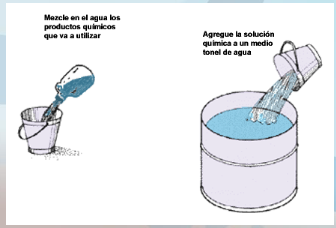 Mezcle en el agua los
productos químicos
que va a utilizar
Agregue la solución
química a un medio
tonel de agua